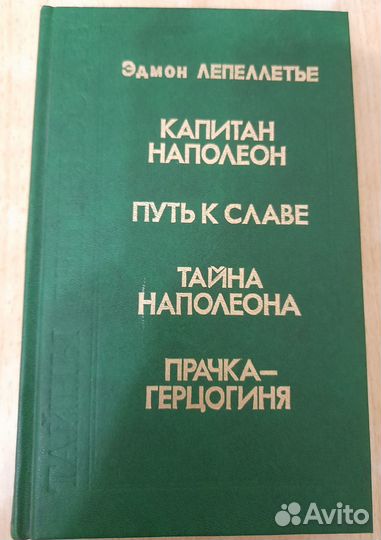 Эдмон ЛЕПЕЛЛЕТЬЕ
КАПИТАН
НАПОЛЕОН
ПУТЬ К СЛАВЕ
ТАЙНА
НАПОЛЕОНА
ПРАЧКА—
ГЕРЦОГИНЯ
Avito